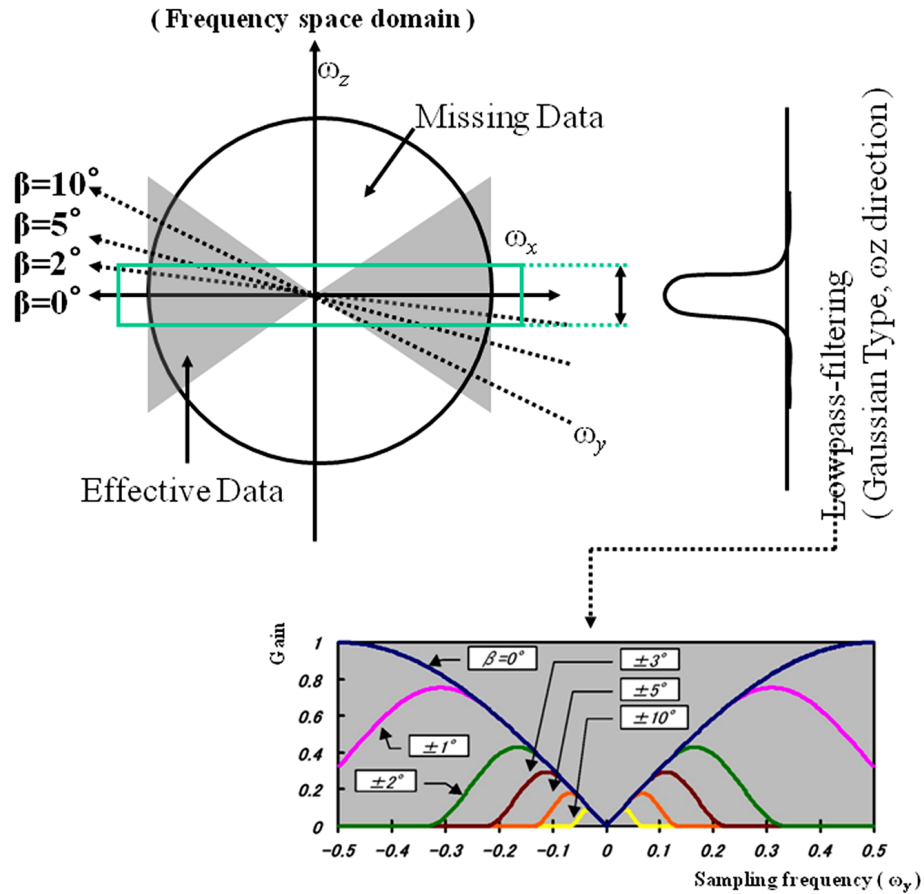 ( Frequency space domain )
ωz
Missing Data
β=10°
β=5°
β=2°
β=0°
ωx
ωy
Effective Data
Lowpass-filtering
( Gaussian Type, ωz direction)
Gain
1
0.8
0.6
0.4
0.2
0
β=0°
±1°
±2°
±3°
±5°
±10°
-0.5 -0.4 -0.3 -0.2 -0.1 0 0.1 0.2 0.3 0.4 0.5
Sampling frequency ( ωy )